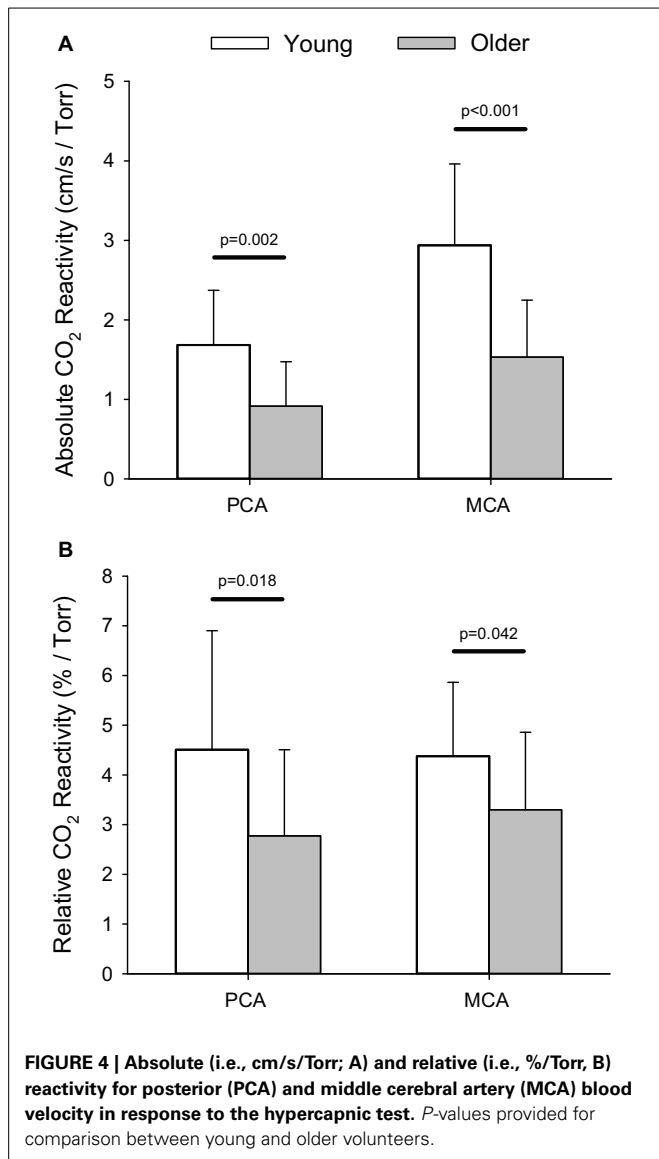 A
Young
Older
Absolute CO₂ Reactivity (cm/s / Torr)
5
4
3
2
1
0
p=0.002
p<0.001
PCA
MCA
B
Relative CO₂ Reactivity (% / Torr)
8
7
6
5
4
3
2
1
0
p=0.018
p=0.042
PCA
MCA
FIGURE 4 | Absolute (i.e., cm/s/Torr; A) and relative (i.e., %/Torr, B)
reactivity for posterior (PCA) and middle cerebral artery (MCA) blood
velocity in response to the hypercapnic test. P-values provided for
comparison between young and older volunteers.